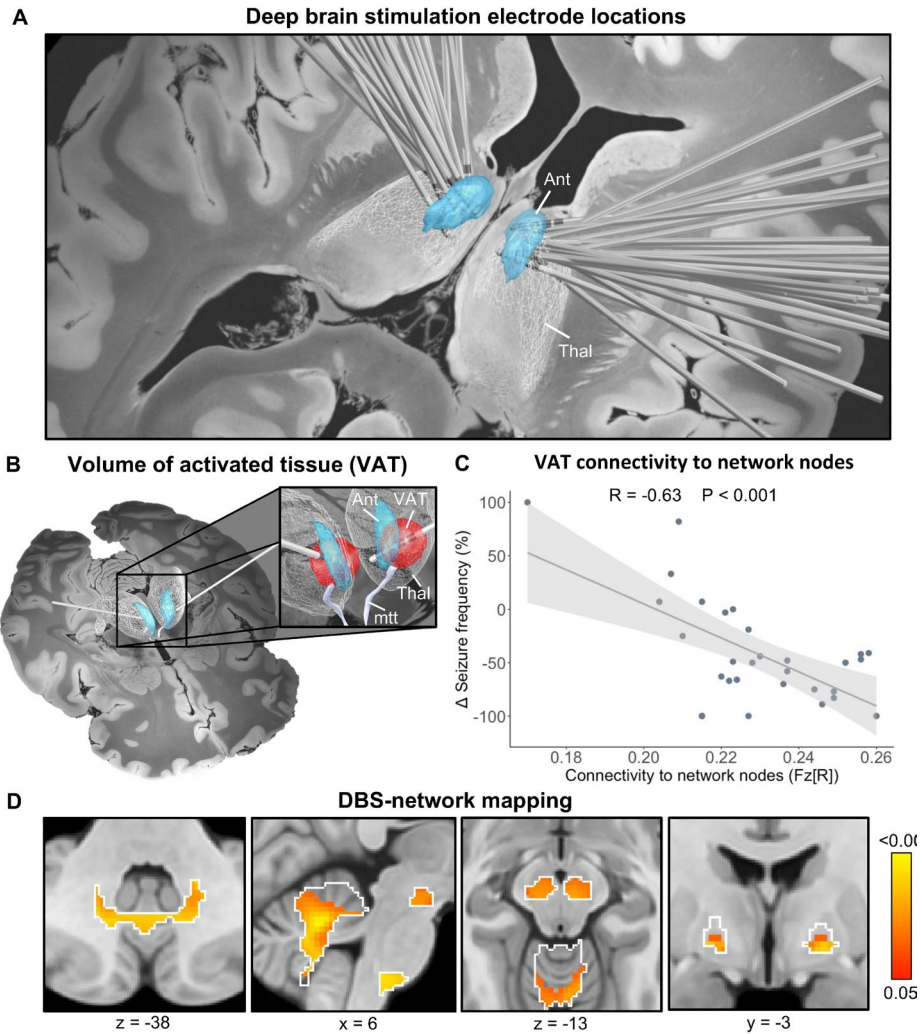 A Deep brain stimulation electrode locations
Ant
Thal
B Volume of activated tissue (VAT)
Ant VAT
Thal
mtt
C VAT connectivity to network nodes
R = -0.63 P < 0.001
Δ Seizure frequency (%)
100
50
0
-50
-100
0.18 0.20 0.22 0.24 0.26
Connectivity to network nodes (Fz[R])
D DBS-network mapping
<0.00
0.05
z = -38 x = 6 z = -13 y = -3